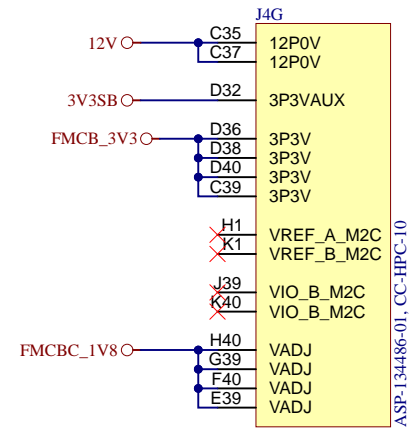 J4G
12V C35 12P0V
C37 12P0V
3V3SB D32 3P3VAUX
FMCB_3V3 D36 3P3V
D38 3P3V
D40 3P3V
C39 3P3V
H1 VREF_A_M2C
K1 VREF_B_M2C
J39 VIO_B_M2C
K40 VIO_B_M2C
FMCBC_1V8 H40 VADJ
G39 VADJ
F40 VADJ
E39 VADJ
ASP-134486-01, CC-HPC-10